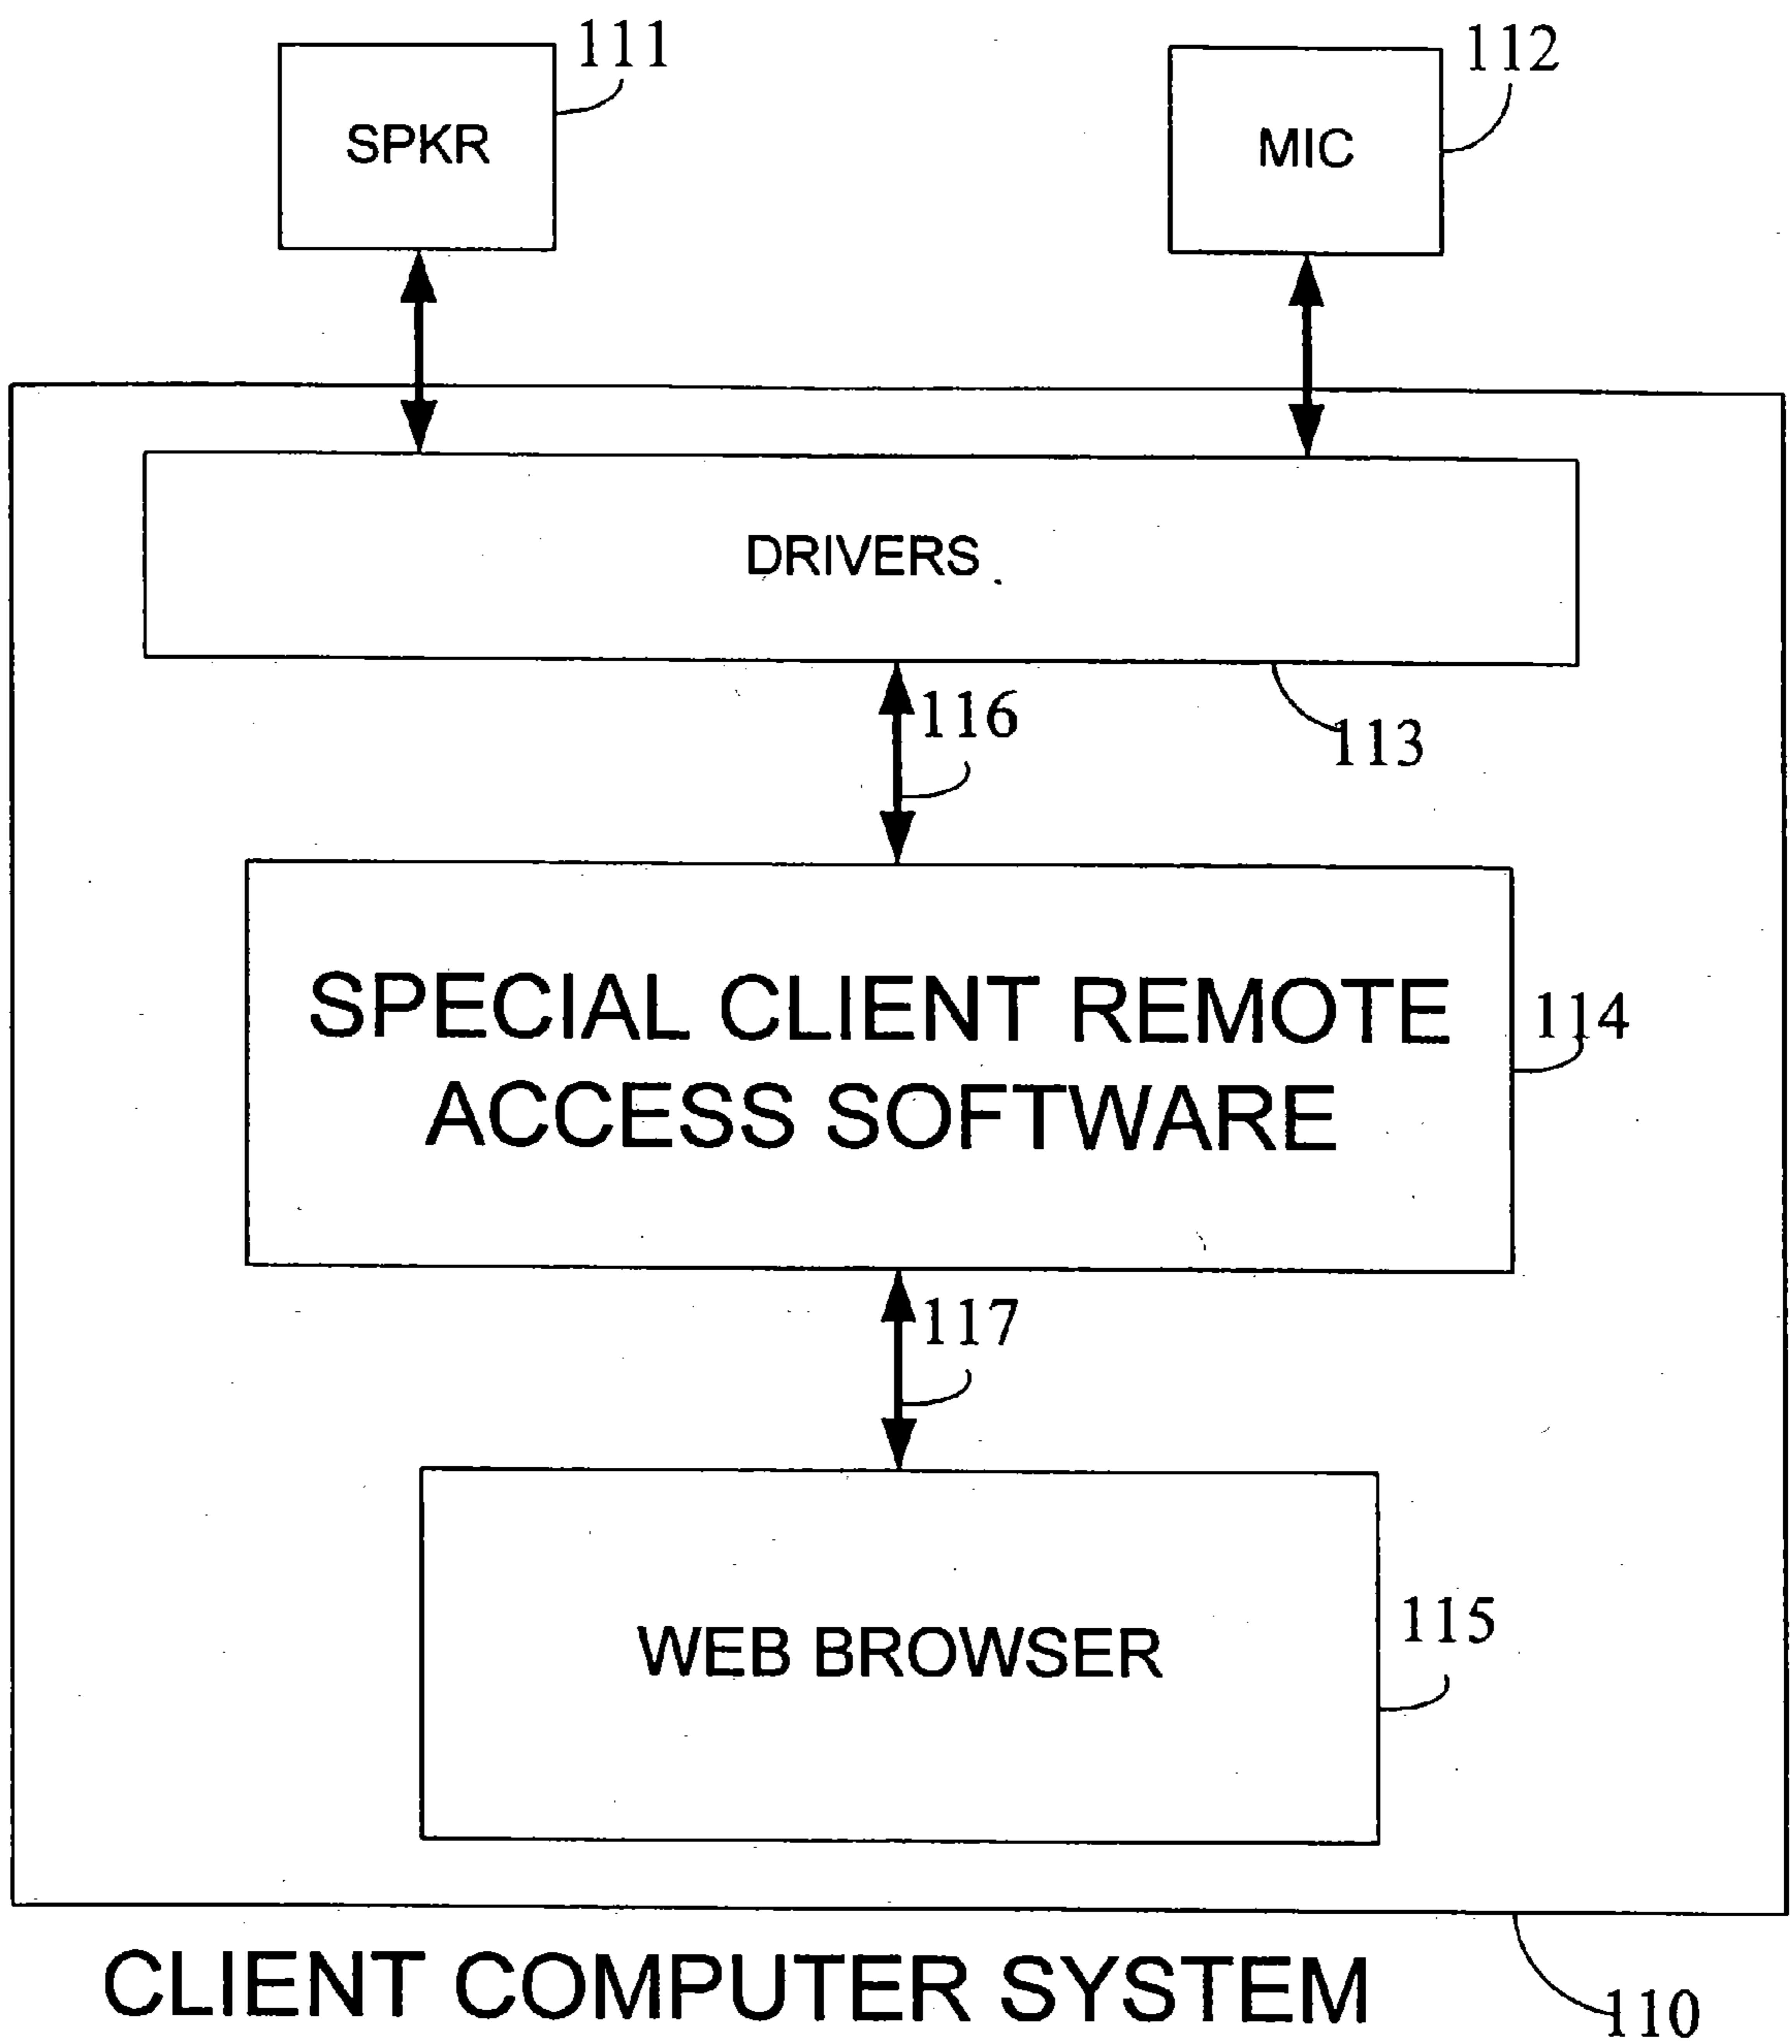 111
112
SPKR
MIC
DRIVERS
116
113
SPECIAL CLIENT REMOTE
ACCESS SOFTWARE
114
117
WEB BROWSER
115
CLIENT COMPUTER SYSTEM
110